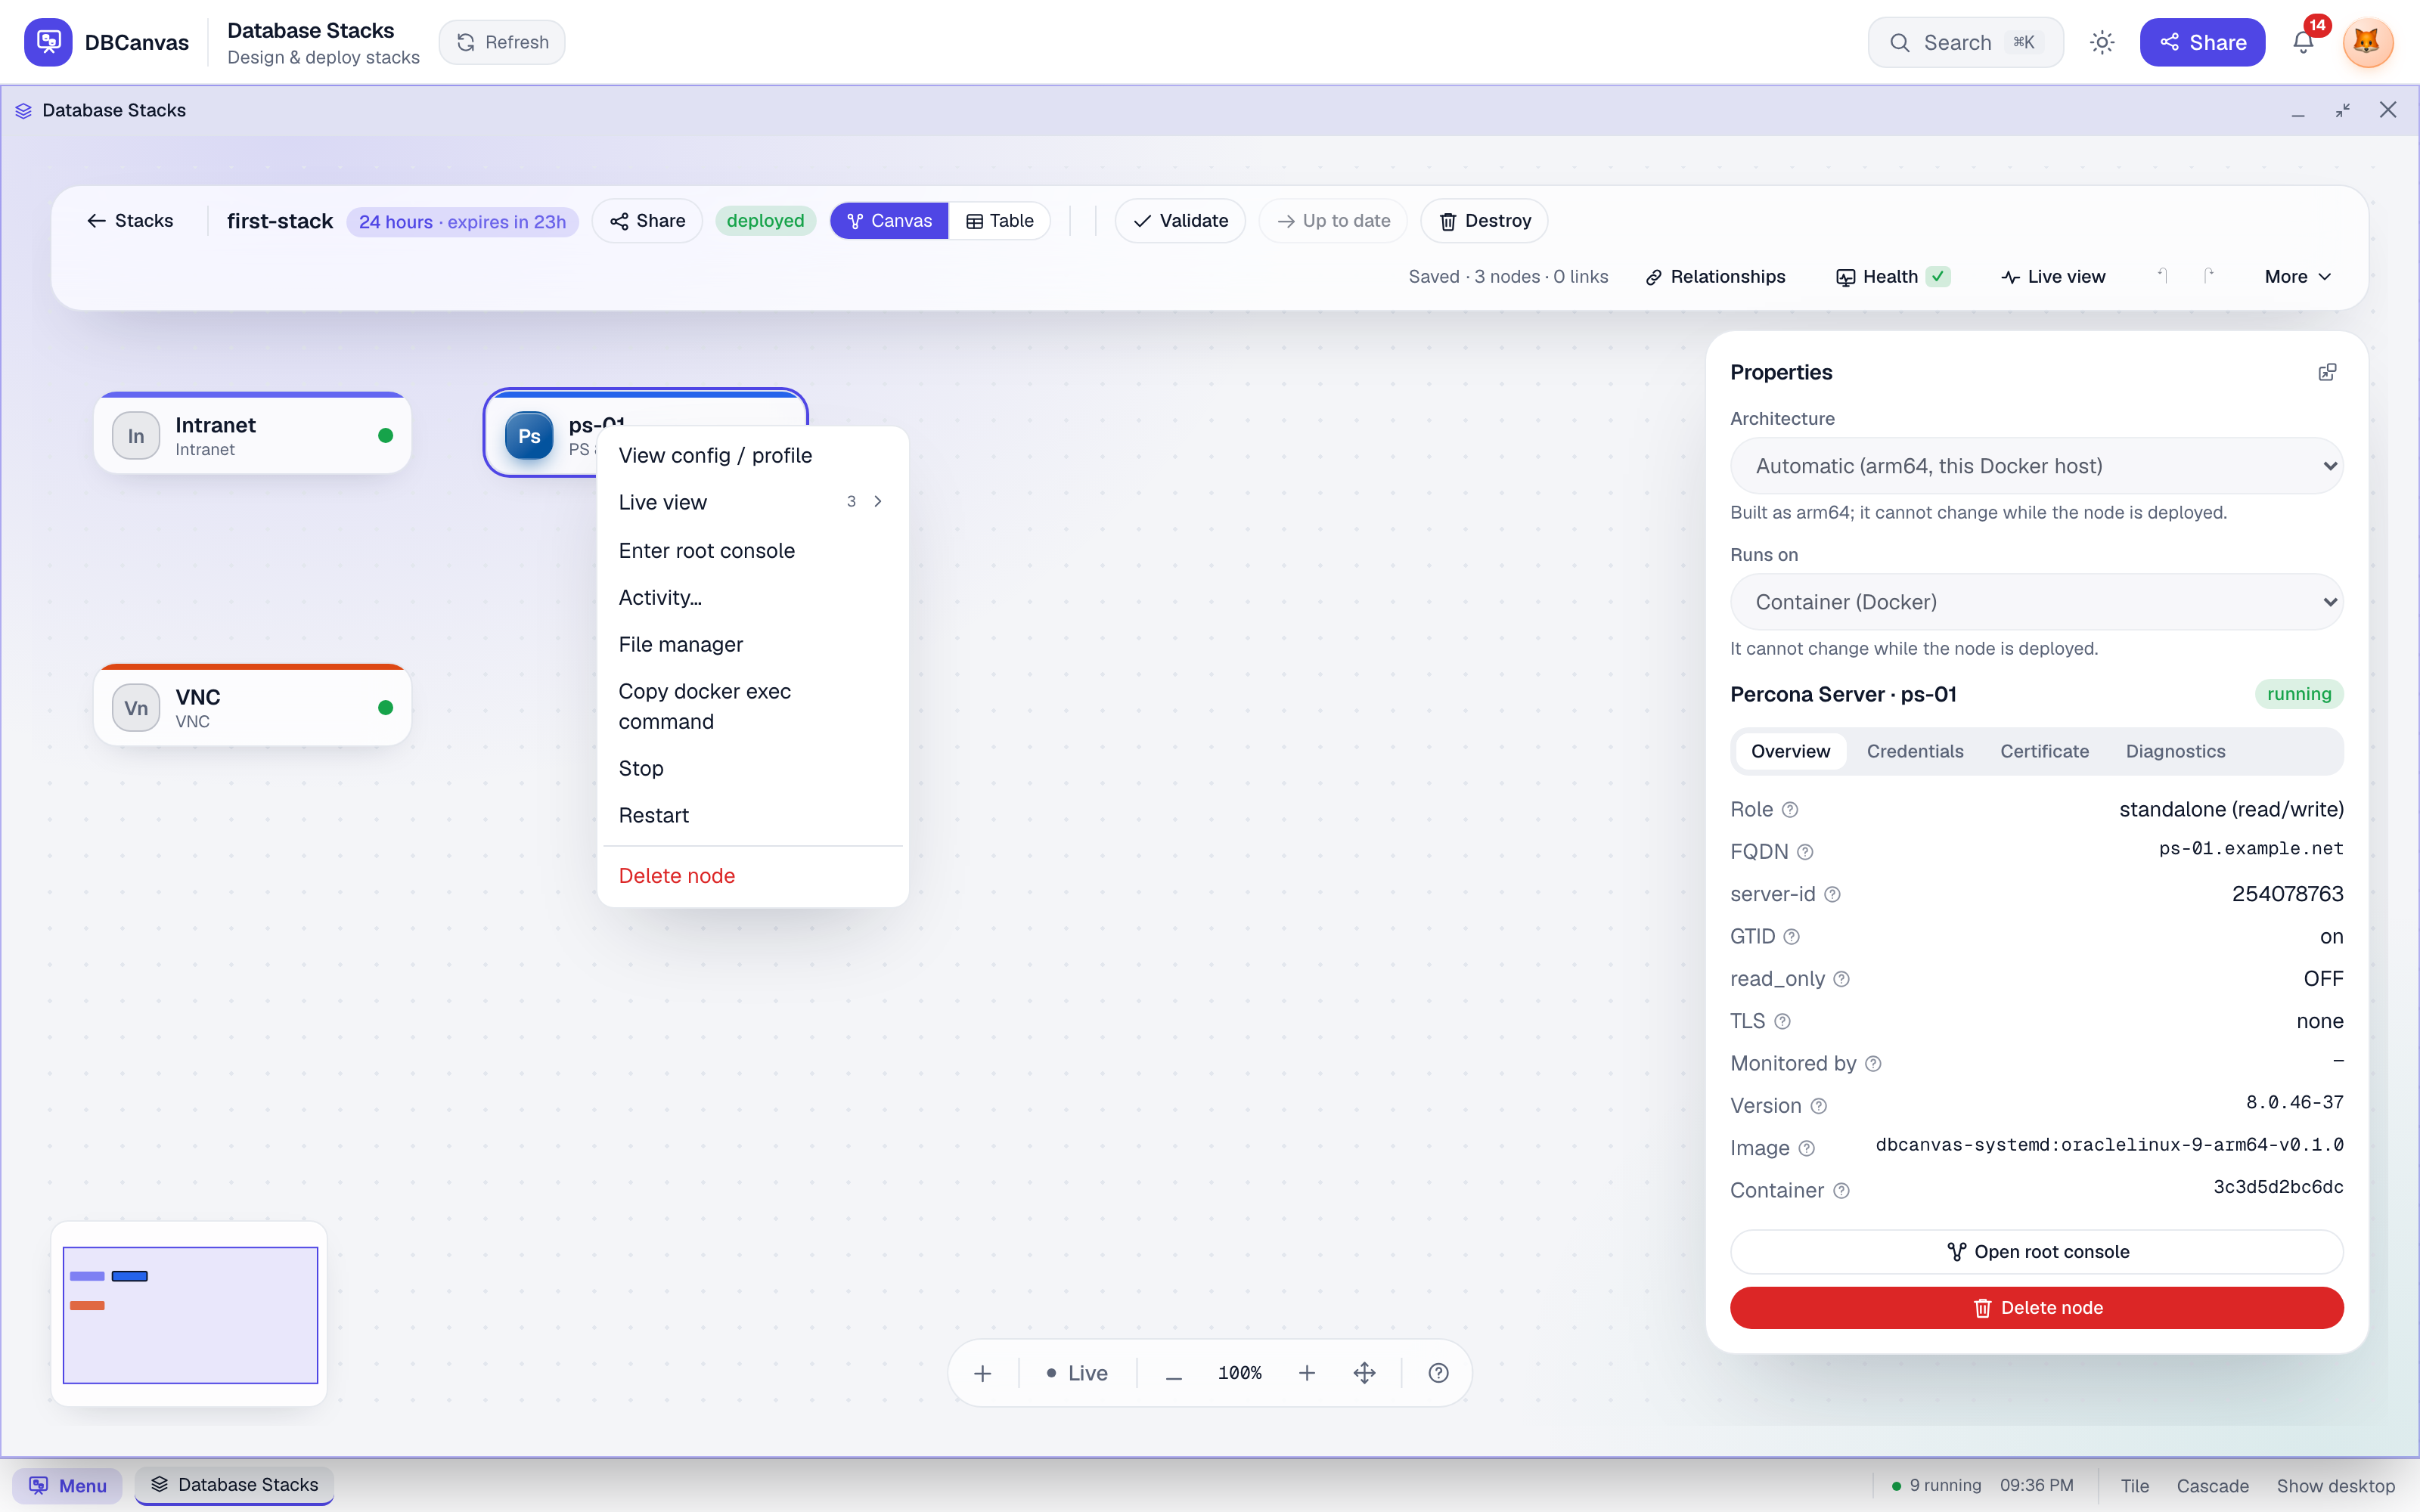 DBCanvas
Database Stacks
Design & deploy stacks
Refresh
Search ⌘K
Share
14
Database Stacks
Stacks
first-stack
24 hours · expires in 23h
Share
deployed
Canvas
Table
Validate
Up to date
Destroy
Saved · 3 nodes · 0 links
Relationships
Health
Live view
More
In
Intranet
Intranet
Ps
ps-01
PS
Vn
VNC
VNC
View config / profile
Live view 3
Enter root console
Activity...
File manager
Copy docker exec
command
Stop
Restart
Delete node
Properties
Architecture
Automatic (arm64, this Docker host)
Built as arm64; it cannot change while the node is deployed.
Runs on
Container (Docker)
It cannot change while the node is deployed.
Percona Server · ps-01
running
Overview
Credentials
Certificate
Diagnostics
Role standalone (read/write)
FQDN ps-01.example.net
server-id 254078763
GTID on
read_only OFF
TLS none
Monitored by –
Version 8.0.46-37
Image dbcanvas-systemd:oraclelinux-9-arm64-v0.1.0
Container 3c3d5d2bc6dc
Open root console
Delete node
Live
100%
Menu
Database Stacks
9 running
09:36 PM
Tile
Cascade
Show desktop